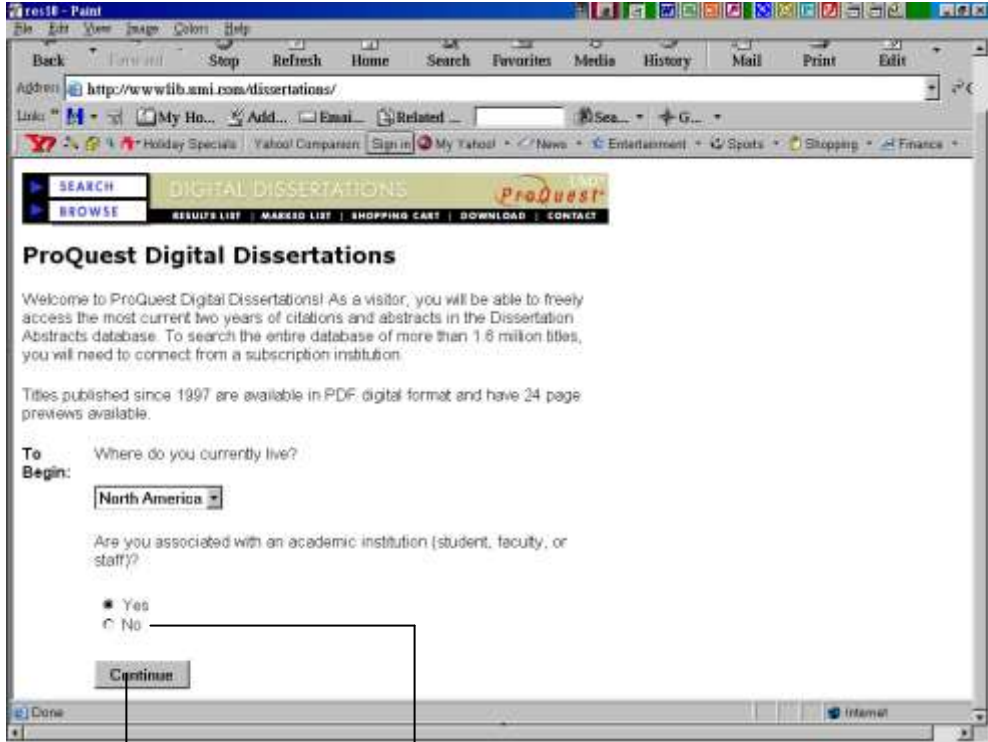 res18 - Paint
File Edit View Image Colors Help
Back Forward Stop Refresh Home Search Favorites Media History Mail Print Edit
Address http://wwwlib.umi.com/dissertations/
Links » My Ho... Add... Emai... Related ... Sea... G...
Y7 Holiday Specials Yahoo! Companion Sign in My Yahoo! News Entertainment Sports Shopping Finance
SEARCH
BROWSE
DIGITAL DISSERTATIONS
ProQuest
RESULTS LIST | MARKED LIST | SHOPPING CART | DOWNLOAD | CONTACT
ProQuest Digital Dissertations
Welcome to ProQuest Digital Dissertations! As a visitor, you will be able to freely
access the most current two years of citations and abstracts in the Dissertation
Abstracts database. To search the entire database of more than 1.6 million titles,
you will need to connect from a subscription institution.
Titles published since 1997 are available in PDF digital format and have 24 page
previews available.
To
Begin:
Where do you currently live?
North America
Are you associated with an academic institution (student, faculty, or
staff)?
Yes
No
Continue
Done
Internet